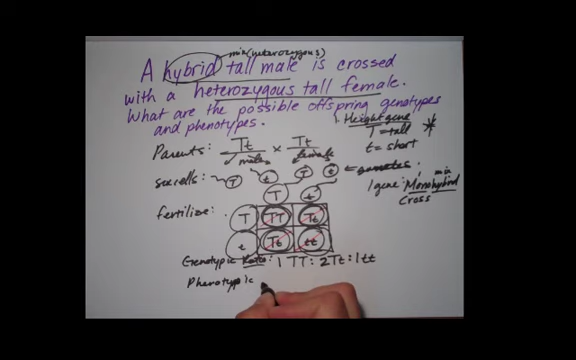 mix (heterozygous)
A hybrid tall male is crossed
with a heterozygous tall female.
What are the possible offspring genotypes
and phenotypes.
1. Height gene
T = tall
t = short
Parents: Tt x Tt
males female
sex cells: T t T t gametes
1 gene: Monohybrid
mix
Cross
T t
fertilize: T TT Tt
t Tt tt
Genotypic Ratio: 1 TT : 2 Tt : 1 tt
Phenotypic